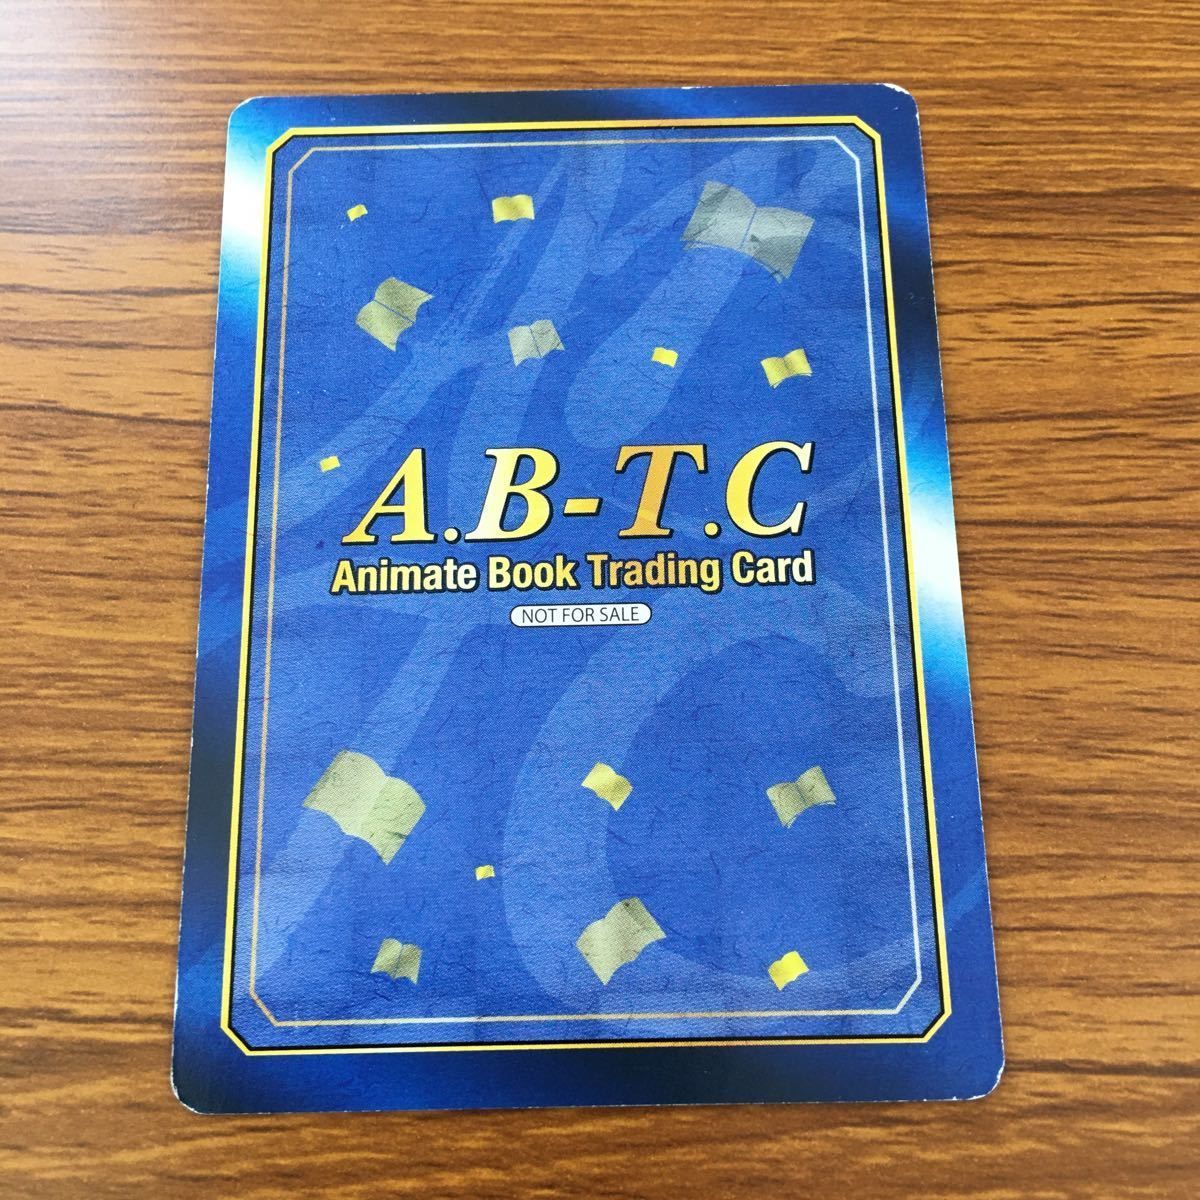 A.B-T.C
Animate Book Trading Card
NOT FOR SALE